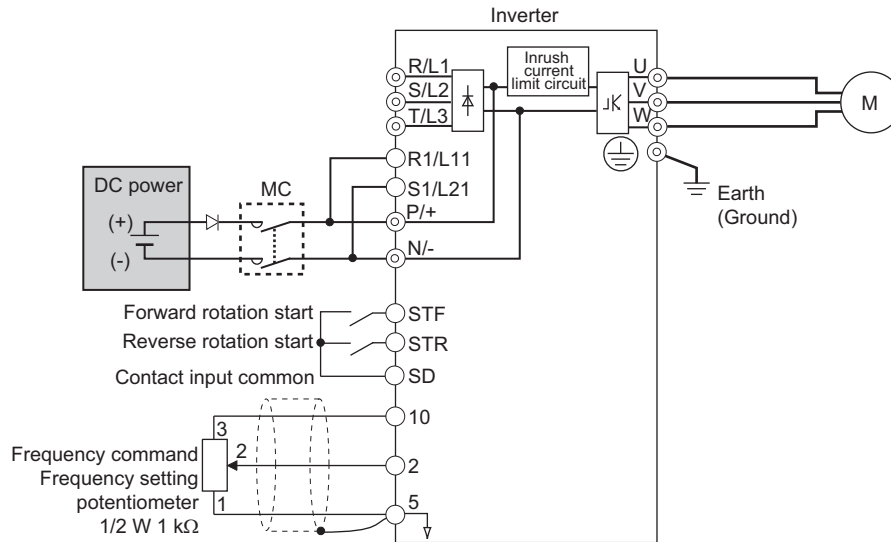 Inverter
R/L1
S/L2
T/L3
Inrush
current
limit circuit
U
V
W
M
R1/L11
S1/L21
P/+
N/-
DC power
(+)
(-)
MC
Earth
(Ground)
Forward rotation start
STF
Reverse rotation start
STR
Contact input common
SD
3
10
2
2
1
5
Frequency command
Frequency setting
potentiometer
1/2 W 1 kΩ